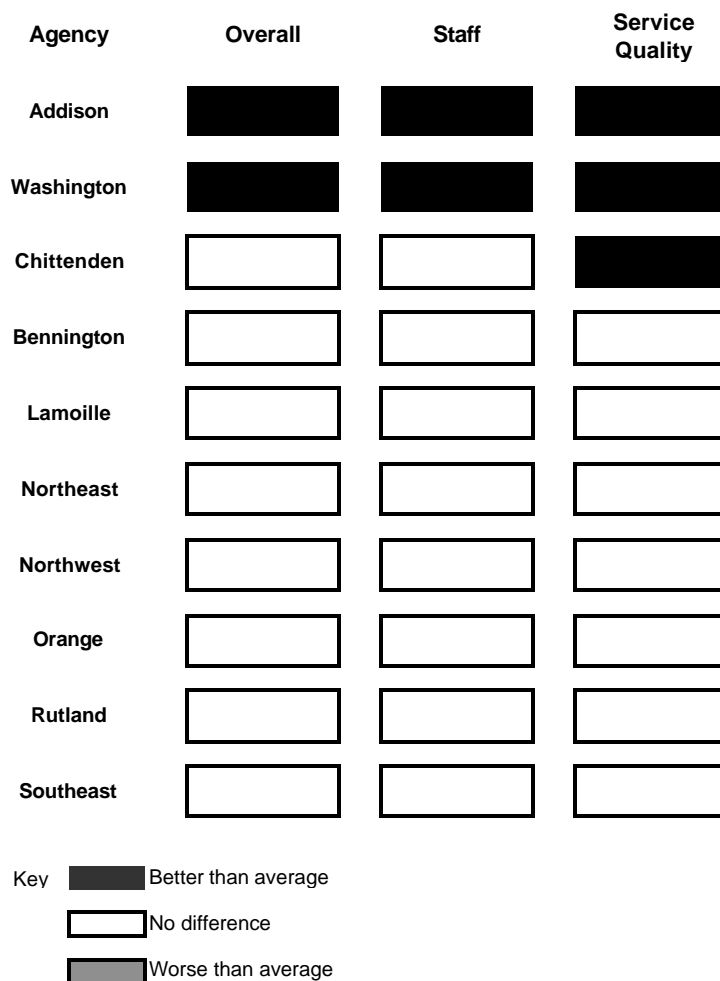 Agency Overall Staff Service Quality
Addison
Washington
Chittenden
Bennington
Lamoille
Northeast
Northwest
Orange
Rutland
Southeast
Key Better than average
No difference
Worse than average